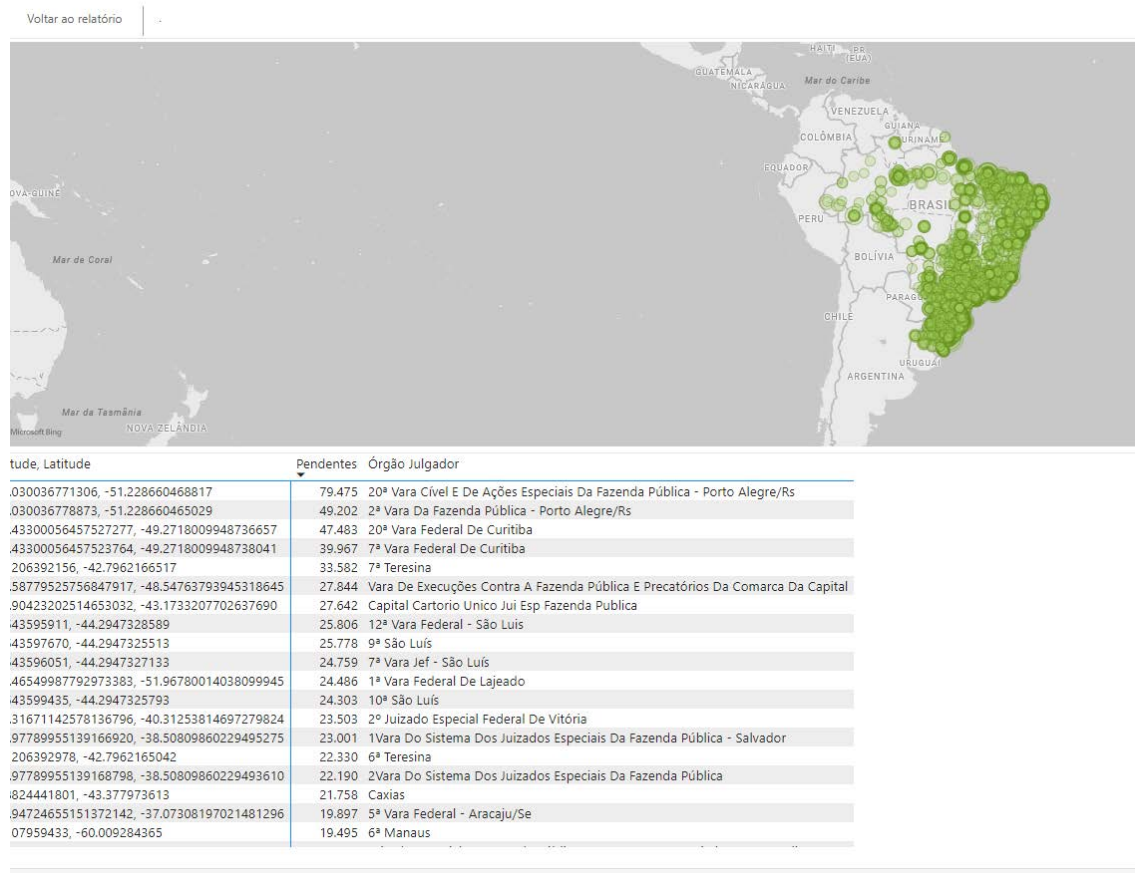 Voltar ao relatório
HAITI
PR
(EUA)
GUATEMALA
NICARÁGUA
Mar do Caribe
VENEZUELA
GUIANA
COLÔMBIA
URINAME
EQUADOR
OVA-GUINÉ
BRASI
PERU
Mar de Coral
BOLÍVIA
PARAGU
CHILE
URUGUAI
ARGENTINA
Mar da Tasmânia
Microsoft Bing
NOVA ZELÂNDIA
tude, Latitude Pendentes Órgão Julgador
.030036771306, -51.228660468817 79.475 20ª Vara Cível E De Ações Especiais Da Fazenda Pública - Porto Alegre/Rs
.030036778873, -51.228660465029 49.202 2ª Vara Da Fazenda Pública - Porto Alegre/Rs
.43300056457527277, -49.2718009948736657 47.483 20ª Vara Federal De Curitiba
.43300056457523764, -49.2718009948738041 39.967 7ª Vara Federal De Curitiba
.206392156, -42.7962166517 33.582 7ª Teresina
.58779525756847917, -48.54763793945318645 27.844 Vara De Execuções Contra A Fazenda Pública E Precatórios Da Comarca Da Capital
.90423202514653032, -43.1733207702637690 27.642 Capital Cartorio Unico Jui Esp Fazenda Publica
43595911, -44.2947328589 25.806 12ª Vara Federal - São Luis
43597670, -44.2947325513 25.778 9ª São Luís
43596051, -44.2947327133 24.759 7ª Vara Jef - São Luís
.46549987792973383, -51.96780014038099945 24.486 1ª Vara Federal De Lajeado
43599435, -44.2947325793 24.303 10ª São Luís
.31671142578136796, -40.31253814697279824 23.503 2º Juizado Especial Federal De Vitória
.97789955139166920, -38.50809860229495275 23.001 1Vara Do Sistema Dos Juizados Especiais Da Fazenda Pública - Salvador
.206392978, -42.7962165042 22.330 6ª Teresina
.97789955139168798, -38.50809860229493610 22.190 2Vara Do Sistema Dos Juizados Especiais Da Fazenda Pública
8824441801, -43.377973613 21.758 Caxias
.94724655151372142, -37.07308197021481296 19.897 5ª Vara Federal - Aracaju/Se
07959433, -60.009284365 19.495 6ª Manaus